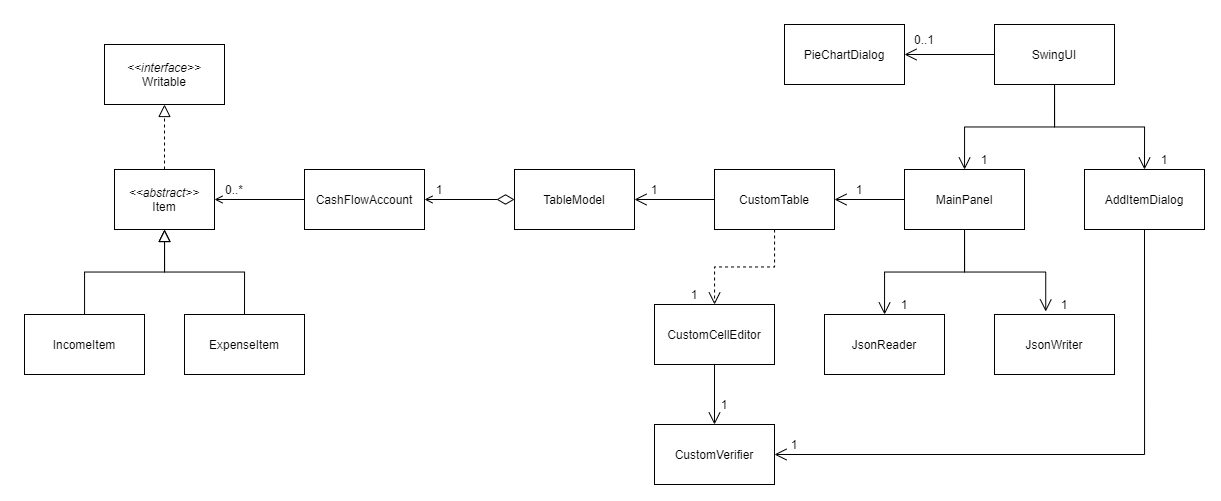 PieChartDialog
0..1
SwingUI
<<interface>>
Writable
1
1
<<abstract>>
Item
0..*
CashFlowAccount
1
TableModel
1
CustomTable
1
MainPanel
AddItemDialog
1
CustomCellEditor
1
1
IncomeItem
ExpenseItem
JsonReader
JsonWriter
1
CustomVerifier
1